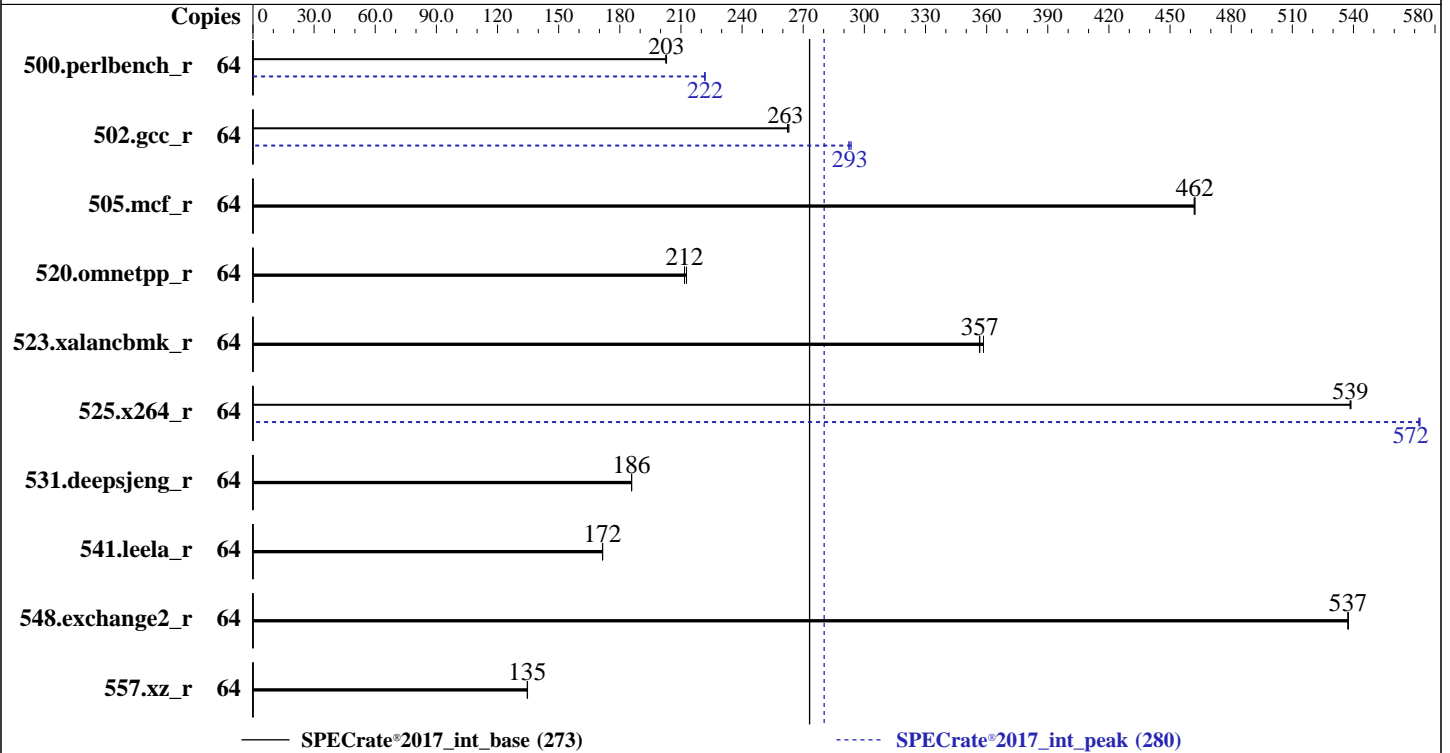 Copies 0 30.0 60.0 90.0 120 150 180 210 240 270 300 330 360 390 420 450 480 510 540 580
500.perlbench_r 64 203
222
502.gcc_r 64 263
293
505.mcf_r 64 462
520.omnetpp_r 64 212
523.xalancbmk_r 64 357
525.x264_r 64 539
572
531.deepsjeng_r 64 186
541.leela_r 64 172
548.exchange2_r 64 537
557.xz_r 64 135
SPECrate®2017_int_base (273) SPECrate®2017_int_peak (280)